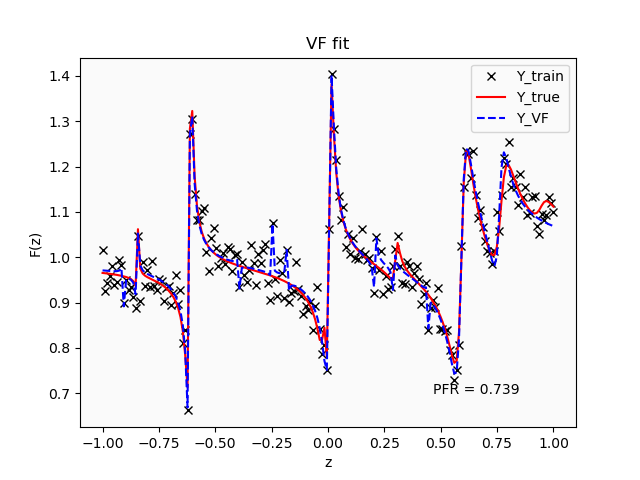 VF fit
F(z)
1.4
1.3
1.2
1.1
1.0
0.9
0.8
0.7
Y_train
Y_true
Y_VF
PFR = 0.739
−1.00 −0.75 −0.50 −0.25 0.00 0.25 0.50 0.75 1.00
z